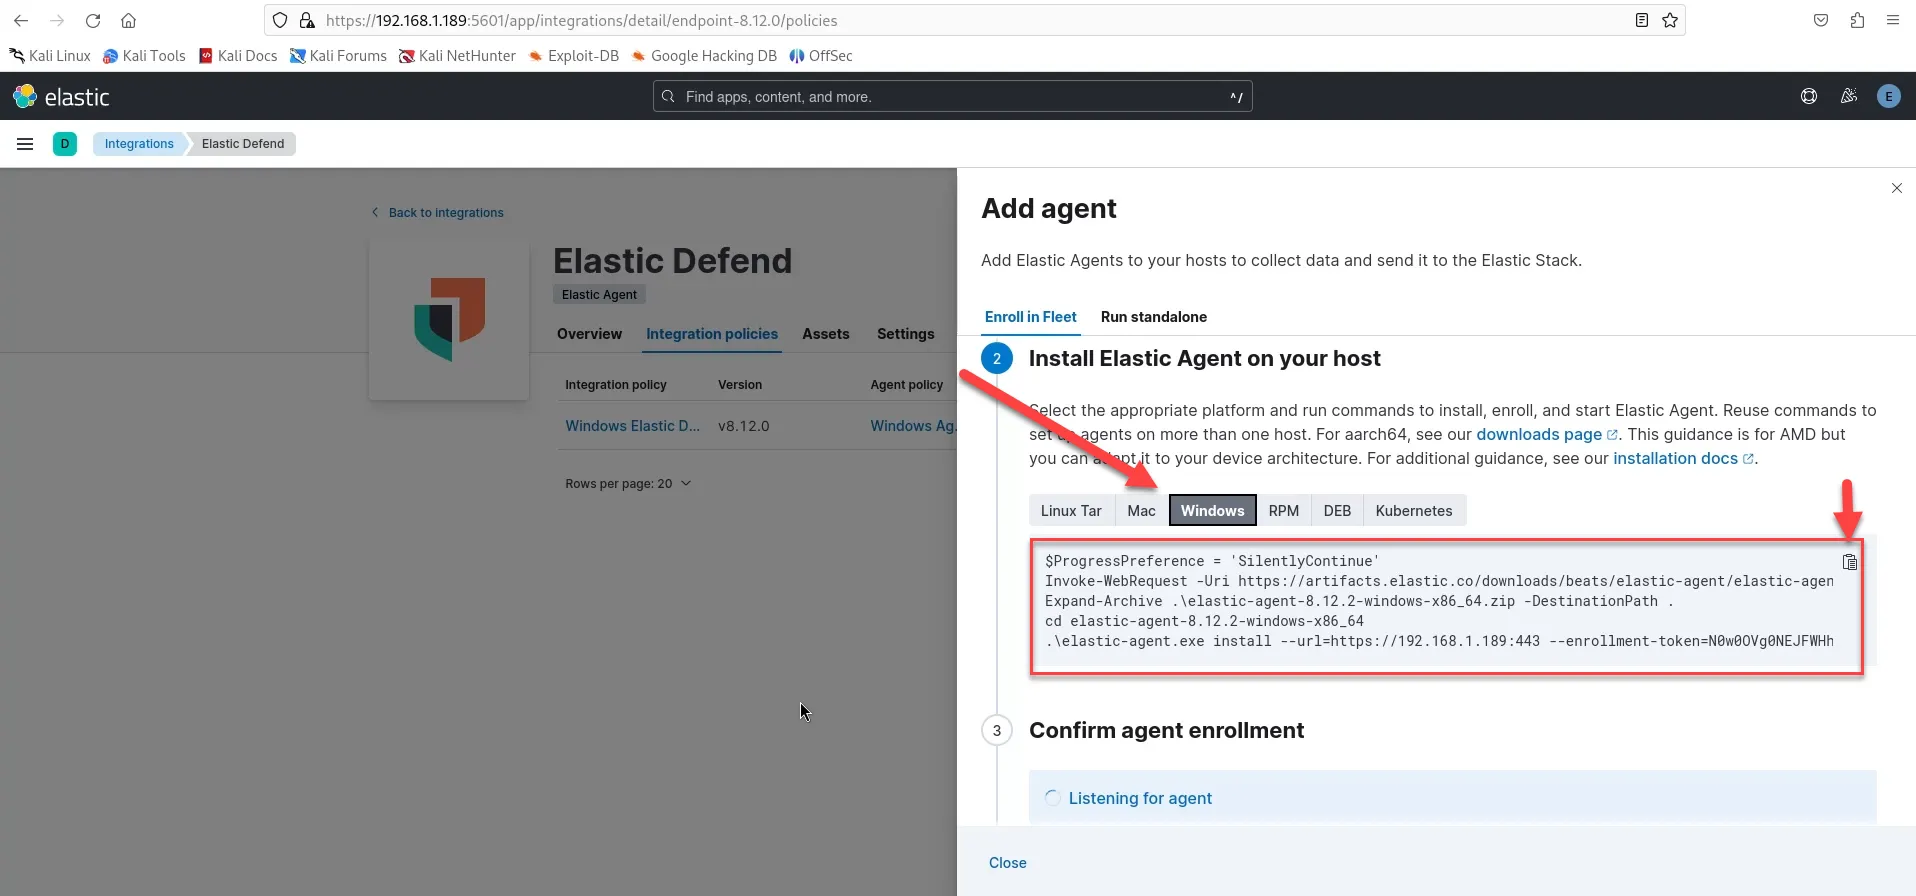 https://192.168.1.189:5601/app/integrations/detail/endpoint-8.12.0/policies
Kali Linux Kali Tools Kali Docs Kali Forums Kali NetHunter Exploit-DB Google Hacking DB OffSec
elastic Find apps, content, and more. ^/ E
D Integrations Elastic Defend
Back to integrations
Elastic Defend
Elastic Agent
Overview Integration policies Assets Settings
Integration policy Version Agent policy
Windows Elastic D... v8.12.0 Windows Ag.
Rows per page: 20
Add agent
Add Elastic Agents to your hosts to collect data and send it to the Elastic Stack.
Enroll in Fleet Run standalone
2 Install Elastic Agent on your host
Select the appropriate platform and run commands to install, enroll, and start Elastic Agent. Reuse commands to
set up agents on more than one host. For aarch64, see our downloads page. This guidance is for AMD but
you can adapt it to your device architecture. For additional guidance, see our installation docs.
Linux Tar Mac Windows RPM DEB Kubernetes
$ProgressPreference = 'SilentlyContinue'
Invoke-WebRequest -Uri https://artifacts.elastic.co/downloads/beats/elastic-agent/elastic-agen
Expand-Archive .\elastic-agent-8.12.2-windows-x86_64.zip -DestinationPath .
cd elastic-agent-8.12.2-windows-x86_64
.\elastic-agent.exe install --url=https://192.168.1.189:443 --enrollment-token=N0w0OVg0NEJFWHh
3 Confirm agent enrollment
Listening for agent
Close